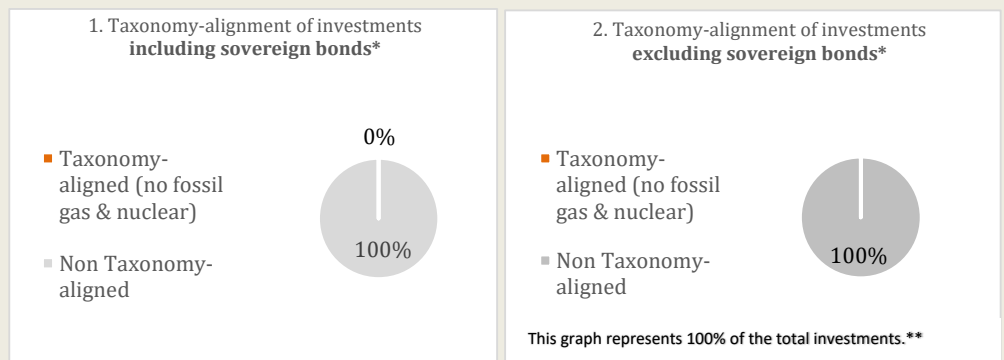 1. Taxonomy-alignment of investments
including sovereign bonds*
0%
Taxonomy-
aligned (no fossil
gas & nuclear)
100%
Non Taxonomy-
aligned
2. Taxonomy-alignment of investments
excluding sovereign bonds*
Taxonomy-
aligned (no fossil
gas & nuclear)
100%
Non Taxonomy-
aligned
This graph represents 100% of the total investments.**